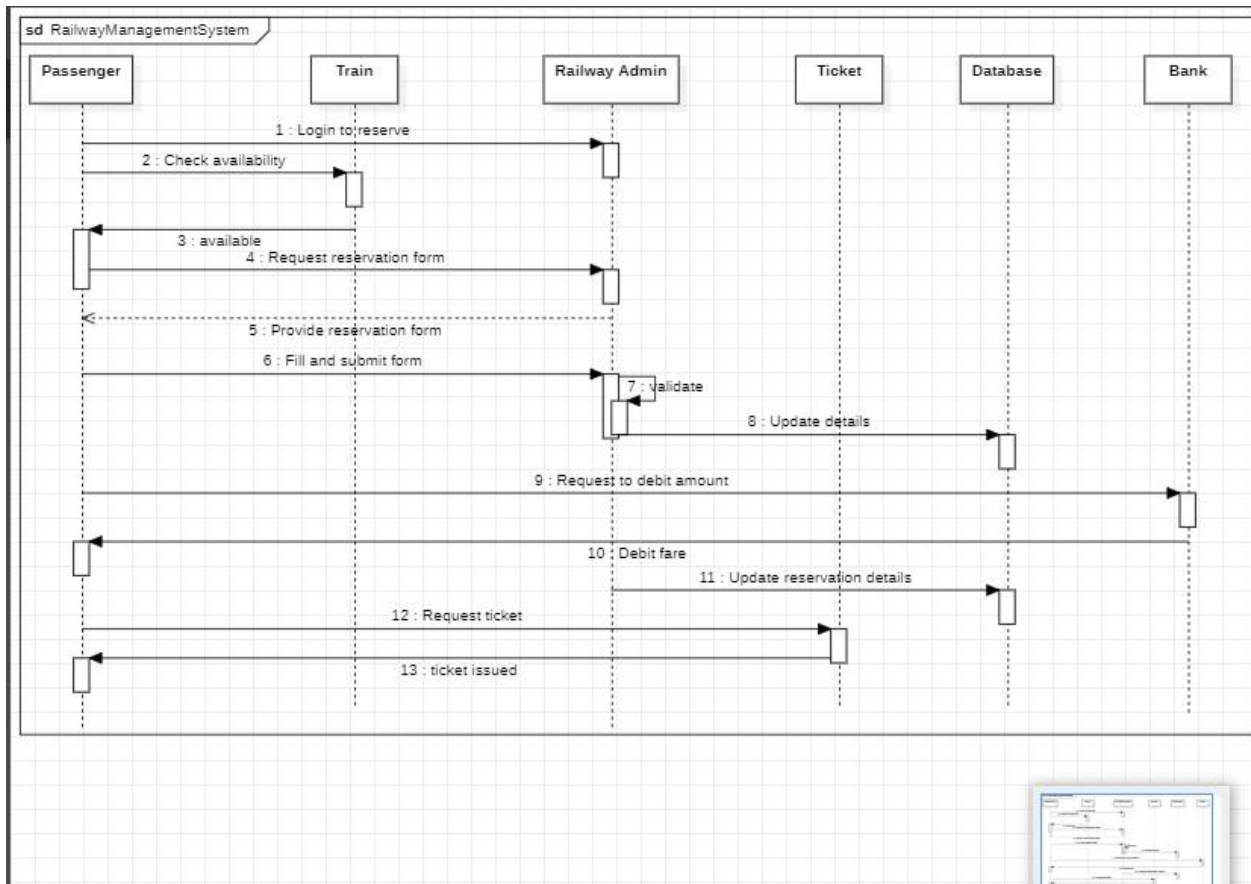 sd RailwayManagementSystem
Passenger
Train
Railway Admin
Ticket
Database
Bank
1 : Login to reserve
2 : Check availability
3 : available
4 : Request reservation form
5 : Provide reservation form
6 : Fill and submit form
7 : validate
8 : Update details
9 : Request to debit amount
10 : Debit fare
11 : Update reservation details
12 : Request ticket
13 : ticket issued